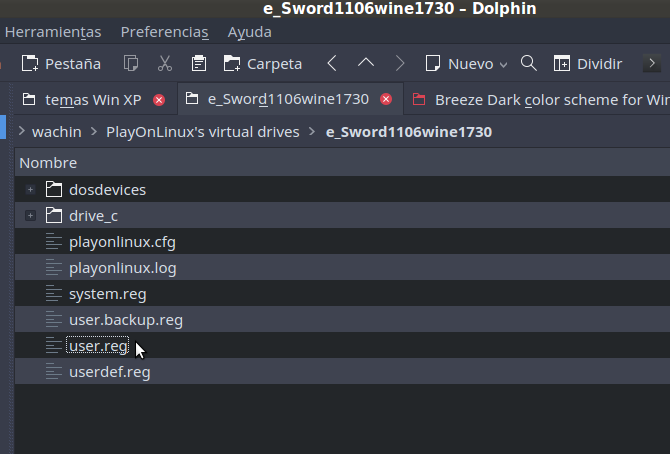 e_Sword1106wine1730 – Dolphin
Herramientas Preferencias Ayuda
Pestaña Carpeta Nuevo Dividir
temas Win XP e_Sword1106wine1730 Breeze Dark color scheme for Win
wachin PlayOnLinux's virtual drives e_Sword1106wine1730
Nombre
dosdevices
drive_c
playonlinux.cfg
playonlinux.log
system.reg
user.backup.reg
user.reg
userdef.reg